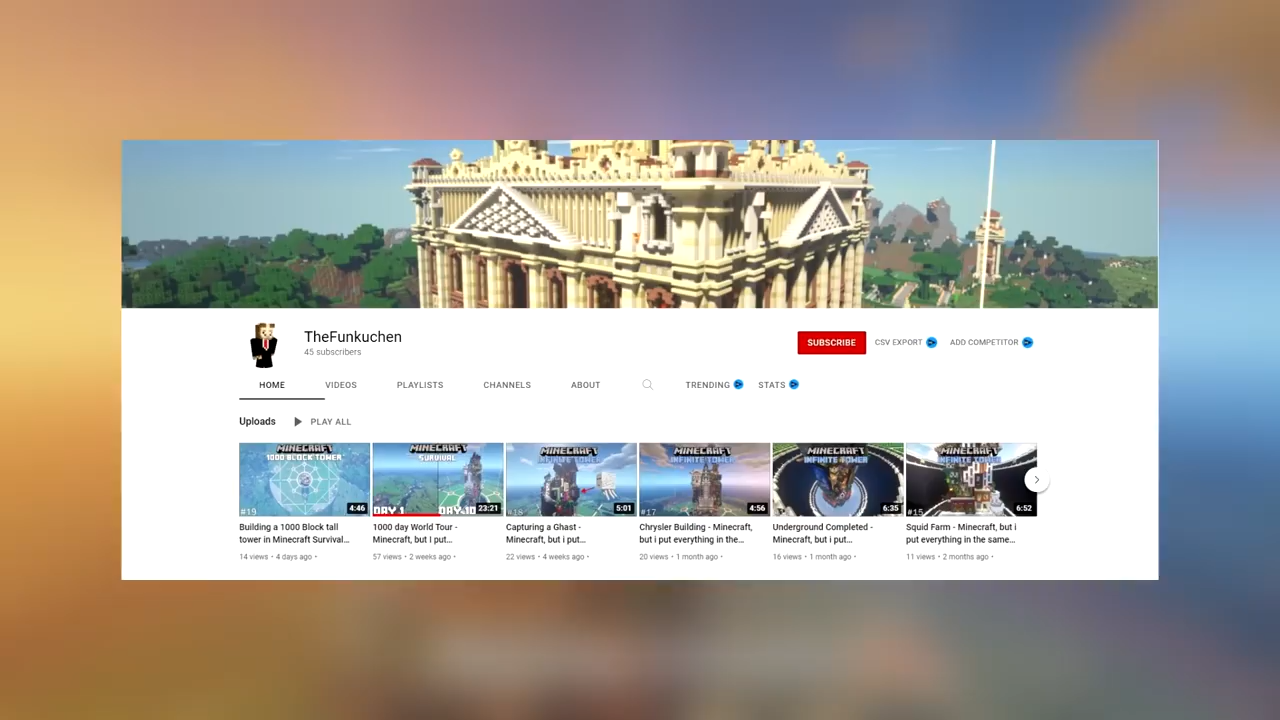 TheFunkuchen
45 subscribers
SUBSCRIBE
CSV EXPORT
ADD COMPETITOR
HOME
VIDEOS
PLAYLISTS
CHANNELS
ABOUT
TRENDING
STATS
Uploads
PLAY ALL
MINECRAFT
1000 BLOCK TOWER
#19
4:46
MINECRAFT
SURVIVAL
DAY 1
23:21
MINECRAFT
INFINITE TOWER
#18
5:01
MINECRAFT
INFINITE TOWER
#17
4:56
MINECRAFT
INFINITE TOWER
6:35
MINECRAFT
INFINITE TOWER
#15
6:52
Building a 1000 Block tall
tower in Minecraft Survival...
14 views • 4 days ago •
1000 day World Tour -
Minecraft, but I put...
57 views • 2 weeks ago •
Capturing a Ghast -
Minecraft, but i put...
22 views • 4 weeks ago •
Chrysler Building - Minecraft,
but i put everything in the...
20 views • 1 month ago •
Underground Completed -
Minecraft, but i put...
16 views • 1 month ago •
Squid Farm - Minecraft, but i
put everything in the same...
11 views • 2 months ago •